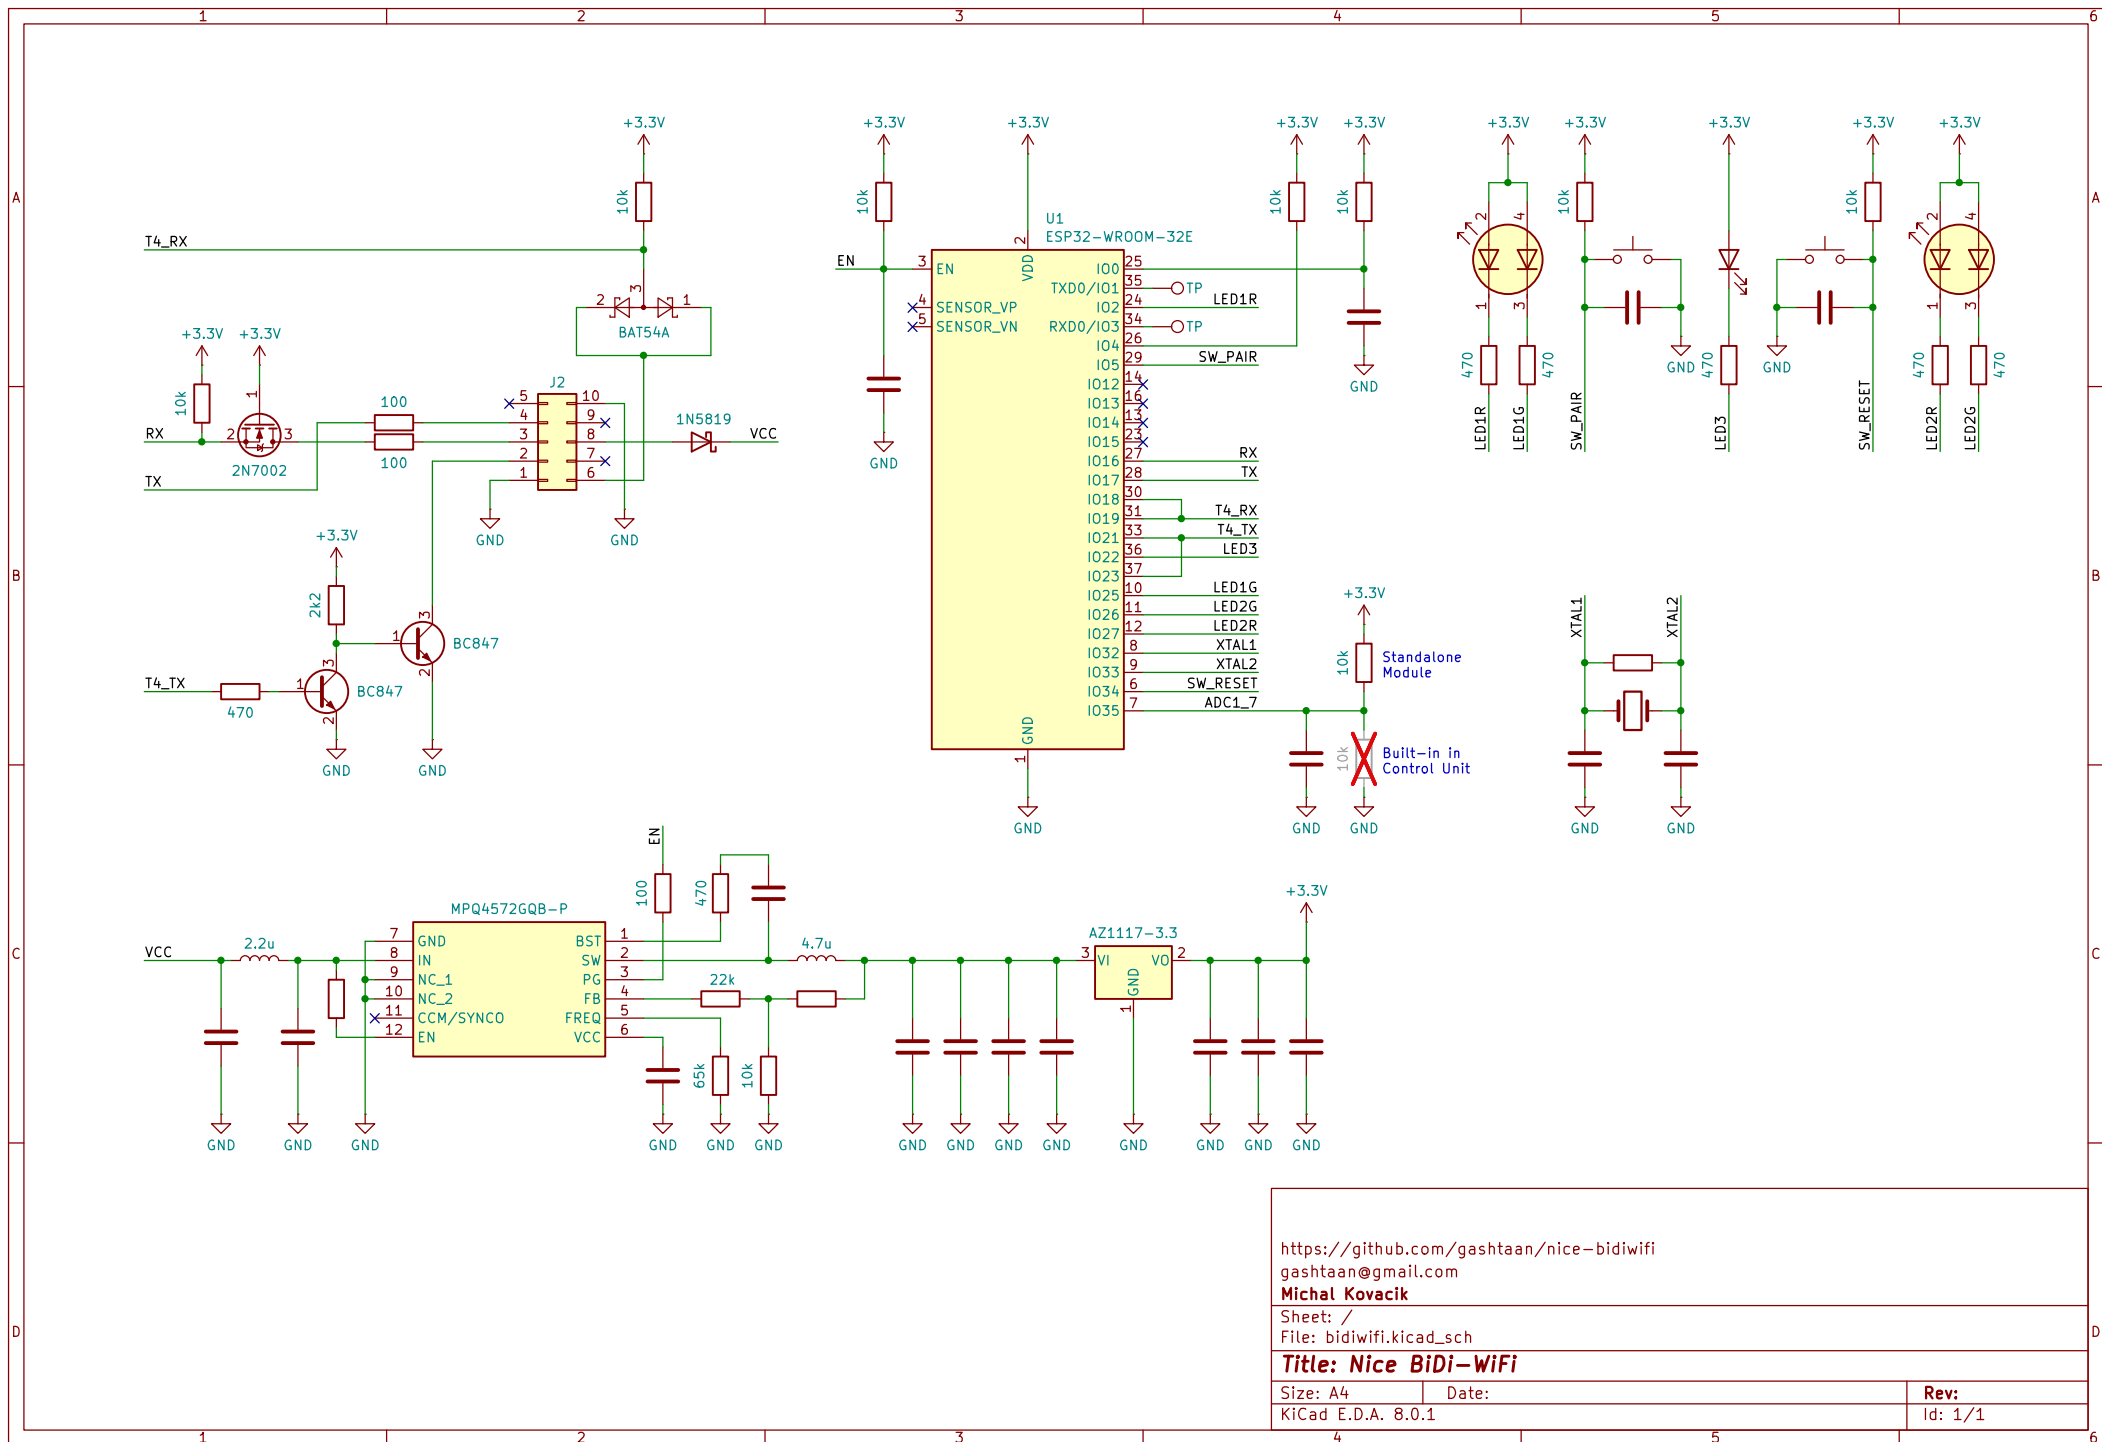 1 2 3 4 5 6
A
B
C
D
A
B
C
D
1 2 3 4 5 6
+3.3V
10k
T4_RX
2
3
1
BAT54A
+3.3V
+3.3V
10k
1
RX
2
3
2N7002
TX
100
100
J2
5
4
3
2
1
10
9
8
7
6
1N5819
VCC
GND
GND
+3.3V
2k2
3
1
BC847
2
T4_TX
470
3
1
BC847
2
GND
GND
+3.3V
10k
EN
GND
+3.3V
U1
ESP32-WROOM-32E
2
VDD
3 EN
4 SENSOR_VP
5 SENSOR_VN
IO0 25
TXD0/IO1 35 TP
IO2 24 LED1R
RXD0/IO3 34 TP
IO4 26
IO5 29 SW_PAIR
IO12 14
IO13 16
IO14 13
IO15 23
IO16 27 RX
IO17 28 TX
IO18 30
IO19 31 T4_RX
IO21 33 T4_TX
IO22 36 LED3
IO23 37
IO25 10 LED1G
IO26 11 LED2G
IO27 12 LED2R
IO32 8 XTAL1
IO33 9 XTAL2
IO34 6 SW_RESET
IO35 7 ADC1_7
GND
1
GND
+3.3V
10k
+3.3V
10k
GND
+3.3V
10k
Standalone
Module
10k
Built-in in
Control Unit
GND
GND
+3.3V
2
4
1
3
470
470
LED1R
LED1G
+3.3V
10k
SW_PAIR
GND
+3.3V
470
LED3
+3.3V
10k
GND
SW_RESET
+3.3V
2
4
1
3
470
470
LED2R
LED2G
XTAL1
XTAL2
GND
GND
VCC
2.2u
GND
GND
GND
MPQ4572GQB-P
7 GND
8 IN
9 NC_1
10 NC_2
11 CCM/SYNCO
12 EN
BST 1
SW 2
PG 3
FB 4
FREQ 5
VCC 6
EN
100
470
4.7u
22k
65k
10k
GND
GND
GND
GND
GND
GND
GND
AZ1117-3.3
3 VI
VO 2
GND
1
GND
+3.3V
GND
GND
GND
https://github.com/gashtaan/nice-bidiwifi
gashtaan@gmail.com
Michal Kovacik
Sheet: /
File: bidiwifi.kicad_sch
Title: Nice BiDi-WiFi
Size: A4 Date: Rev:
KiCad E.D.A. 8.0.1 Id: 1/1